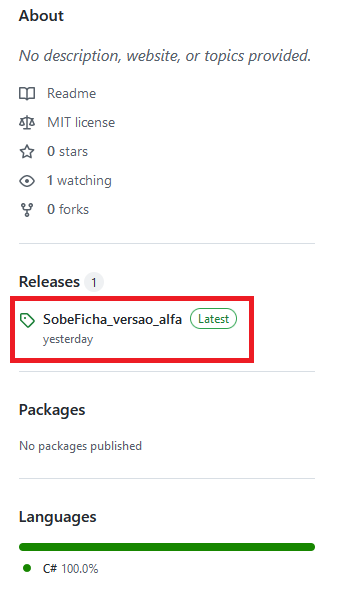 About
No description, website, or topics provided.
Readme
MIT license
0 stars
1 watching
0 forks
Releases 1
SobeFicha_versao_alfa Latest
yesterday
Packages
No packages published
Languages
C# 100.0%